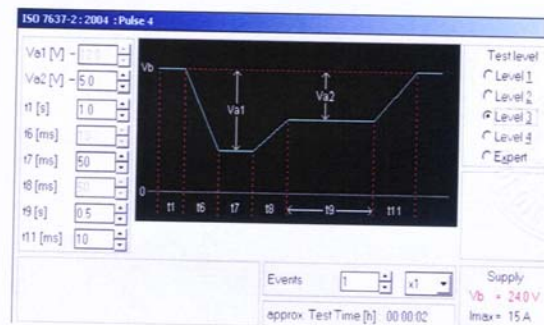 ISO 7637-2 : 2004 : Pulse 4
Va1 [V] -
Va2 [V] - 5.0
t1 [s] 1.0
t6 [ms]
t7 [ms] 50
t8 [ms]
t9 [s] 0.5
t11 [ms] 10
Vb
Va1
Va2
0
t1 t6 t7 t8 t9 t11
Test level
Level 1
Level 2
Level 3
Level 4
Expert
Events 1 x1
approx. Test Time [h] 00:00:02
Supply
Vb = 24.0 V
Imax = 15 A